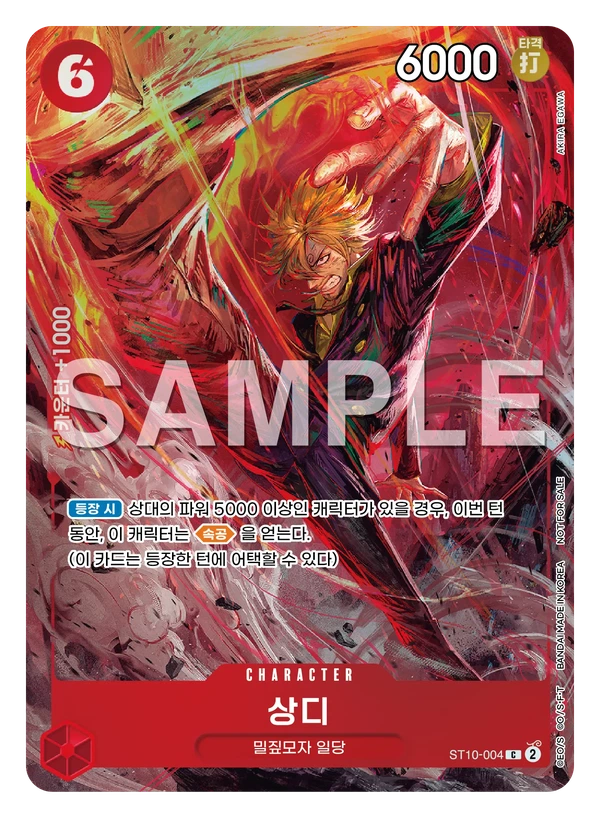 6
6000
타격
打
AKIRA EGAWA
카운터 +1000
SAMPLE
등장 시 상대의 파워 5000 이상인 캐릭터가 있을 경우, 이번 턴
동안, 이 캐릭터는 속공 을 얻는다.
(이 카드는 등장한 턴에 어택할 수 있다)
CHARACTER
상디
밀짚모자 일당
ST10-004 C 2
©EO/S ©O/S·F·T BANDAI MADE IN KOREA NOT FOR SALE